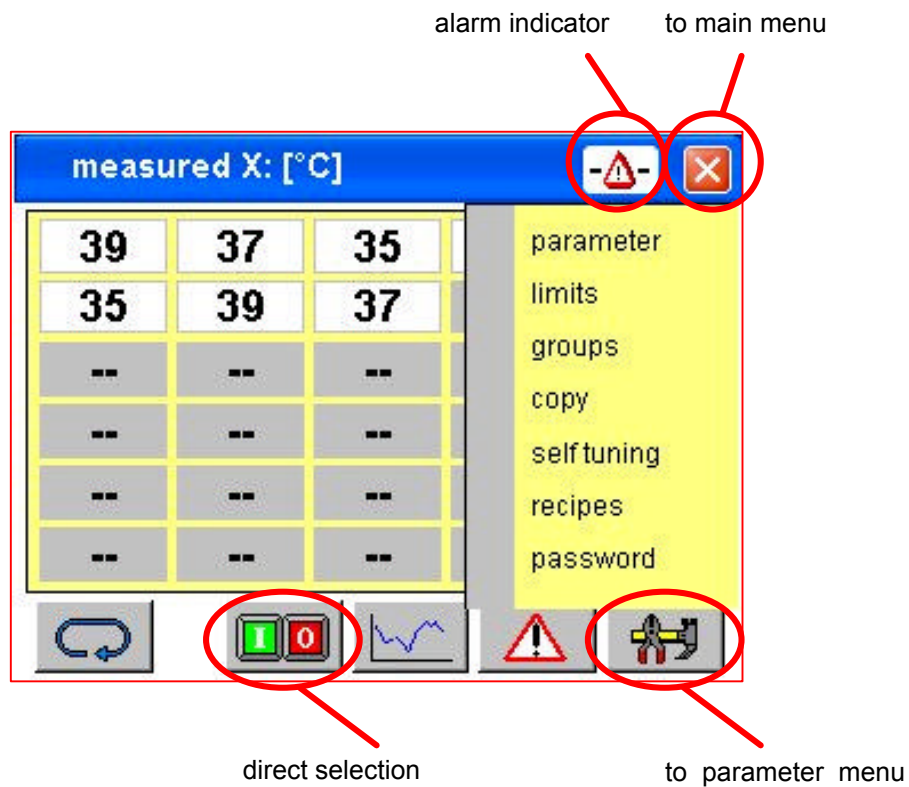 alarm indicator to main menu
measured X: [°C]
- ! -
39 37 35
35 39 37
-- -- --
-- -- --
-- -- --
-- -- --
parameter
limits
groups
copy
self tuning
recipes
password
I O
!
direct selection
to parameter menu